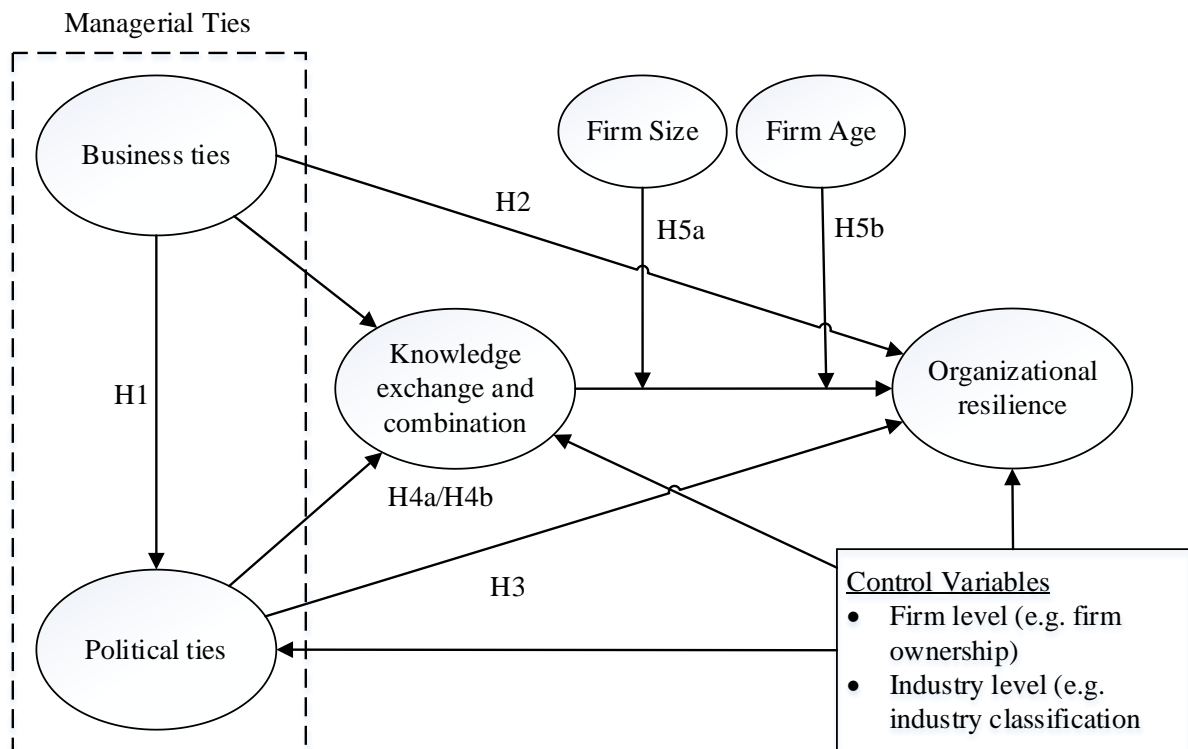 Managerial Ties
Business ties
Firm Size
Firm Age
H2
H5a
H5b
H1
Knowledge
exchange and
combination
Organizational
resilience
H4a/H4b
H3
Political ties
Control Variables
• Firm level (e.g. firm
ownership)
• Industry level (e.g.
industry classification